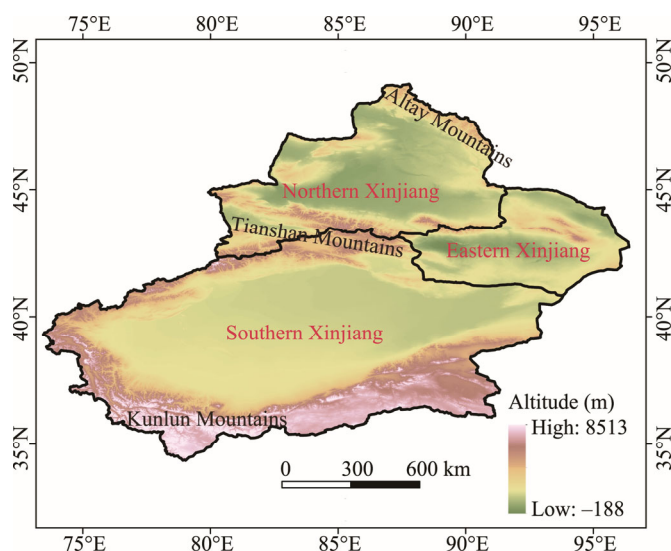 75°E 80°E 85°E 90°E 95°E
50°N 50°N
Altay Mountains
45°N 45°N
Northern Xinjiang
Tianshan Mountains
Eastern Xinjiang
40°N 40°N
Southern Xinjiang
Kunlun Mountains
Altitude (m)
High: 8513
35°N 35°N
0 300 600 km
Low: –188
75°E 80°E 85°E 90°E 95°E